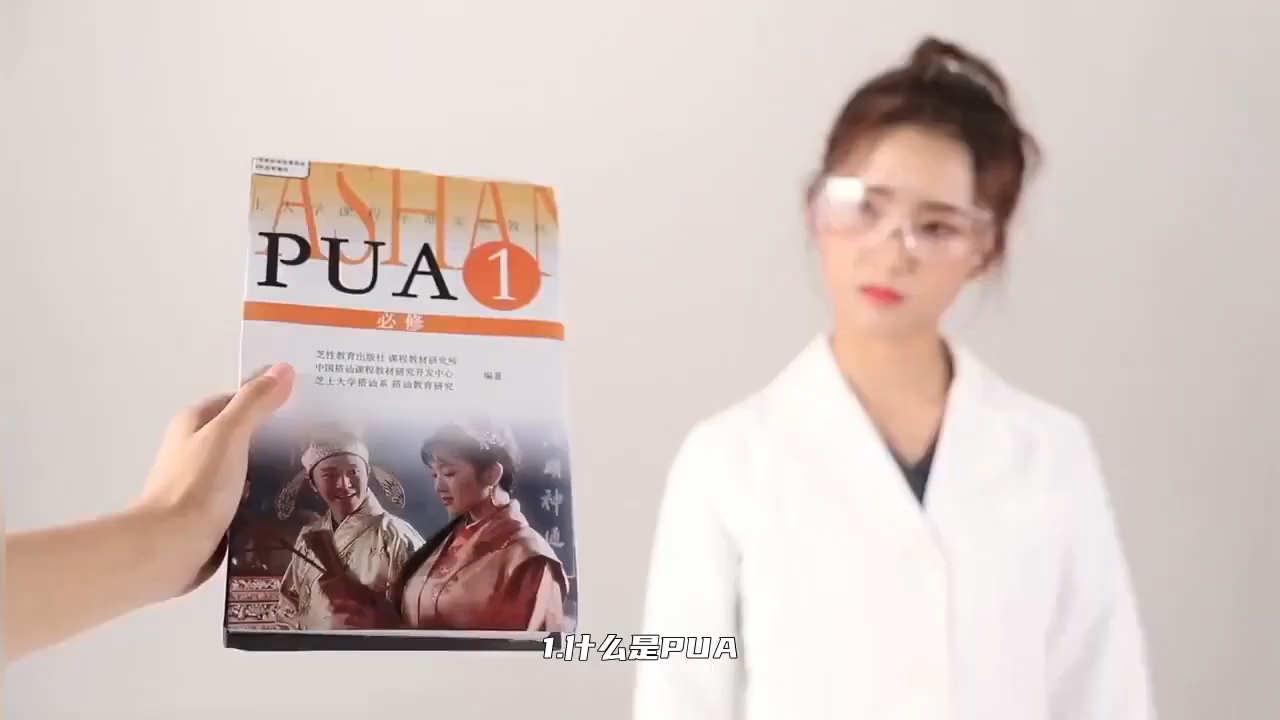 ASHAN
PUA 1
必修
芝性教育出版社 课程教材研究所
中国搭讪课程教材研究开发中心 编著
芝士大学搭讪系 搭讪教育研究
1.什么是PUA